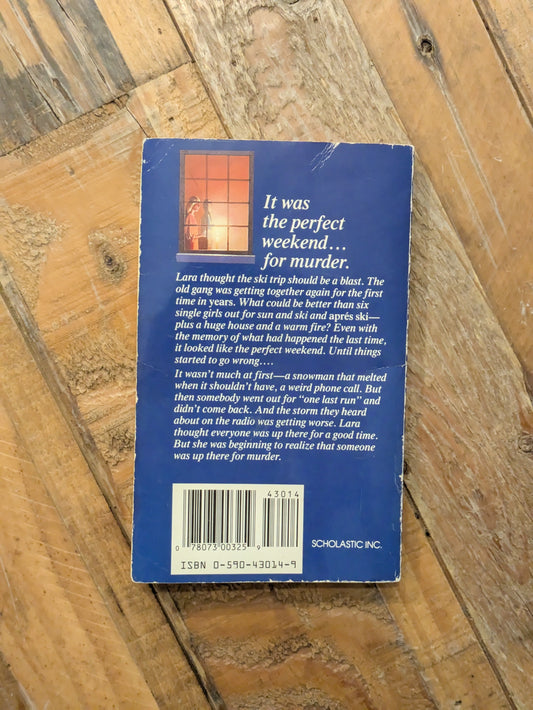 It was
the perfect
weekend...
for murder.
Lara thought the ski trip should be a blast. The
old gang was getting together again for the first
time in years. What could be better than six
single girls out for sun and ski and aprés ski—
plus a huge house and a warm fire? Even with
the memory of what had happened the last time,
it looked like the perfect weekend. Until things
started to go wrong....
It wasn't much at first—a snowman that melted
when it shouldn't have, a weird phone call. But
then somebody went out for "one last run" and
didn't come back. And the storm they heard
about on the radio was getting worse. Lara
thought everyone was up there for a good time.
But she was beginning to realize that someone
was up there for murder.
43014
0 78073 00325 9
ISBN 0-590-43014-9
SCHOLASTIC INC.